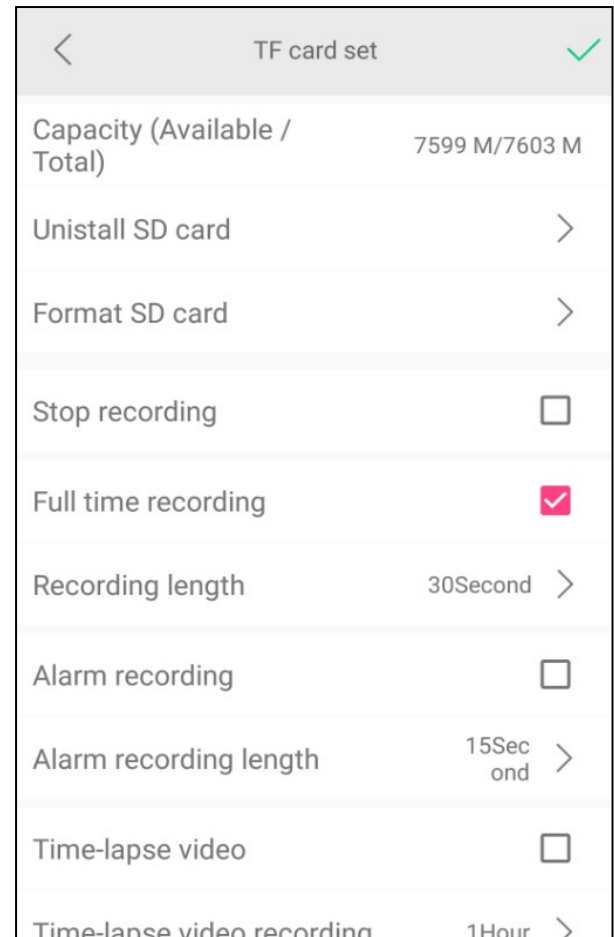 TF card set
Capacity (Available /
Total)
7599 M/7603 M
Unistall SD card
Format SD card
Stop recording
Full time recording
Recording length
30Second
Alarm recording
Alarm recording length
15Sec
ond
Time-lapse video
Time-lapse video recording
1Hour